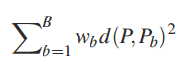 ∑_{b=1}^{B} w_b d(P, P_b)^2